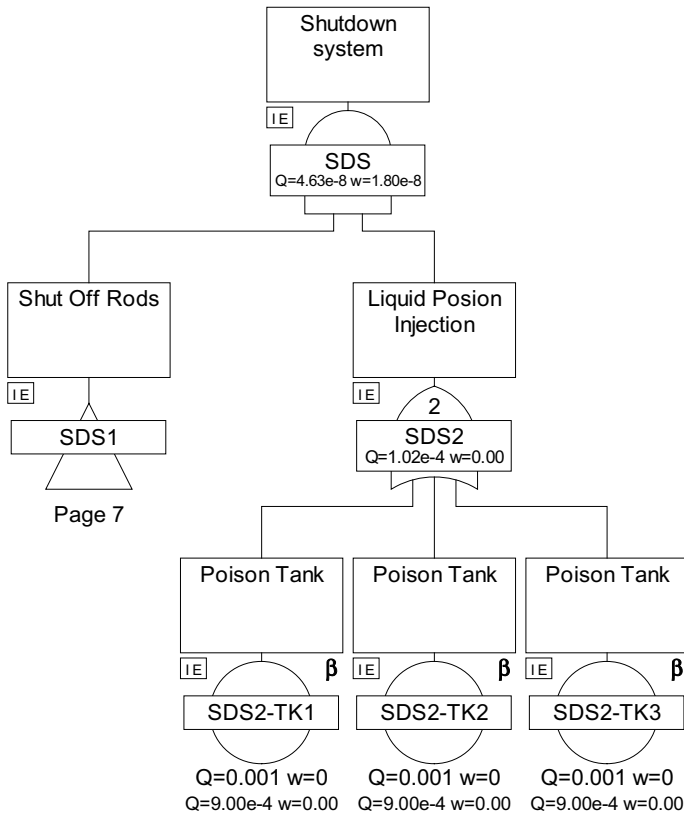 Shutdown
system
IE
SDS
Q=4.63e-8 w=1.80e-8
Shut Off Rods
IE
SDS1
Page 7
Liquid Posion
Injection
IE
2
SDS2
Q=1.02e-4 w=0.00
Poison Tank
IE
β
SDS2-TK1
Q=0.001 w=0
Q=9.00e-4 w=0.00
Poison Tank
IE
β
SDS2-TK2
Q=0.001 w=0
Q=9.00e-4 w=0.00
Poison Tank
IE
β
SDS2-TK3
Q=0.001 w=0
Q=9.00e-4 w=0.00